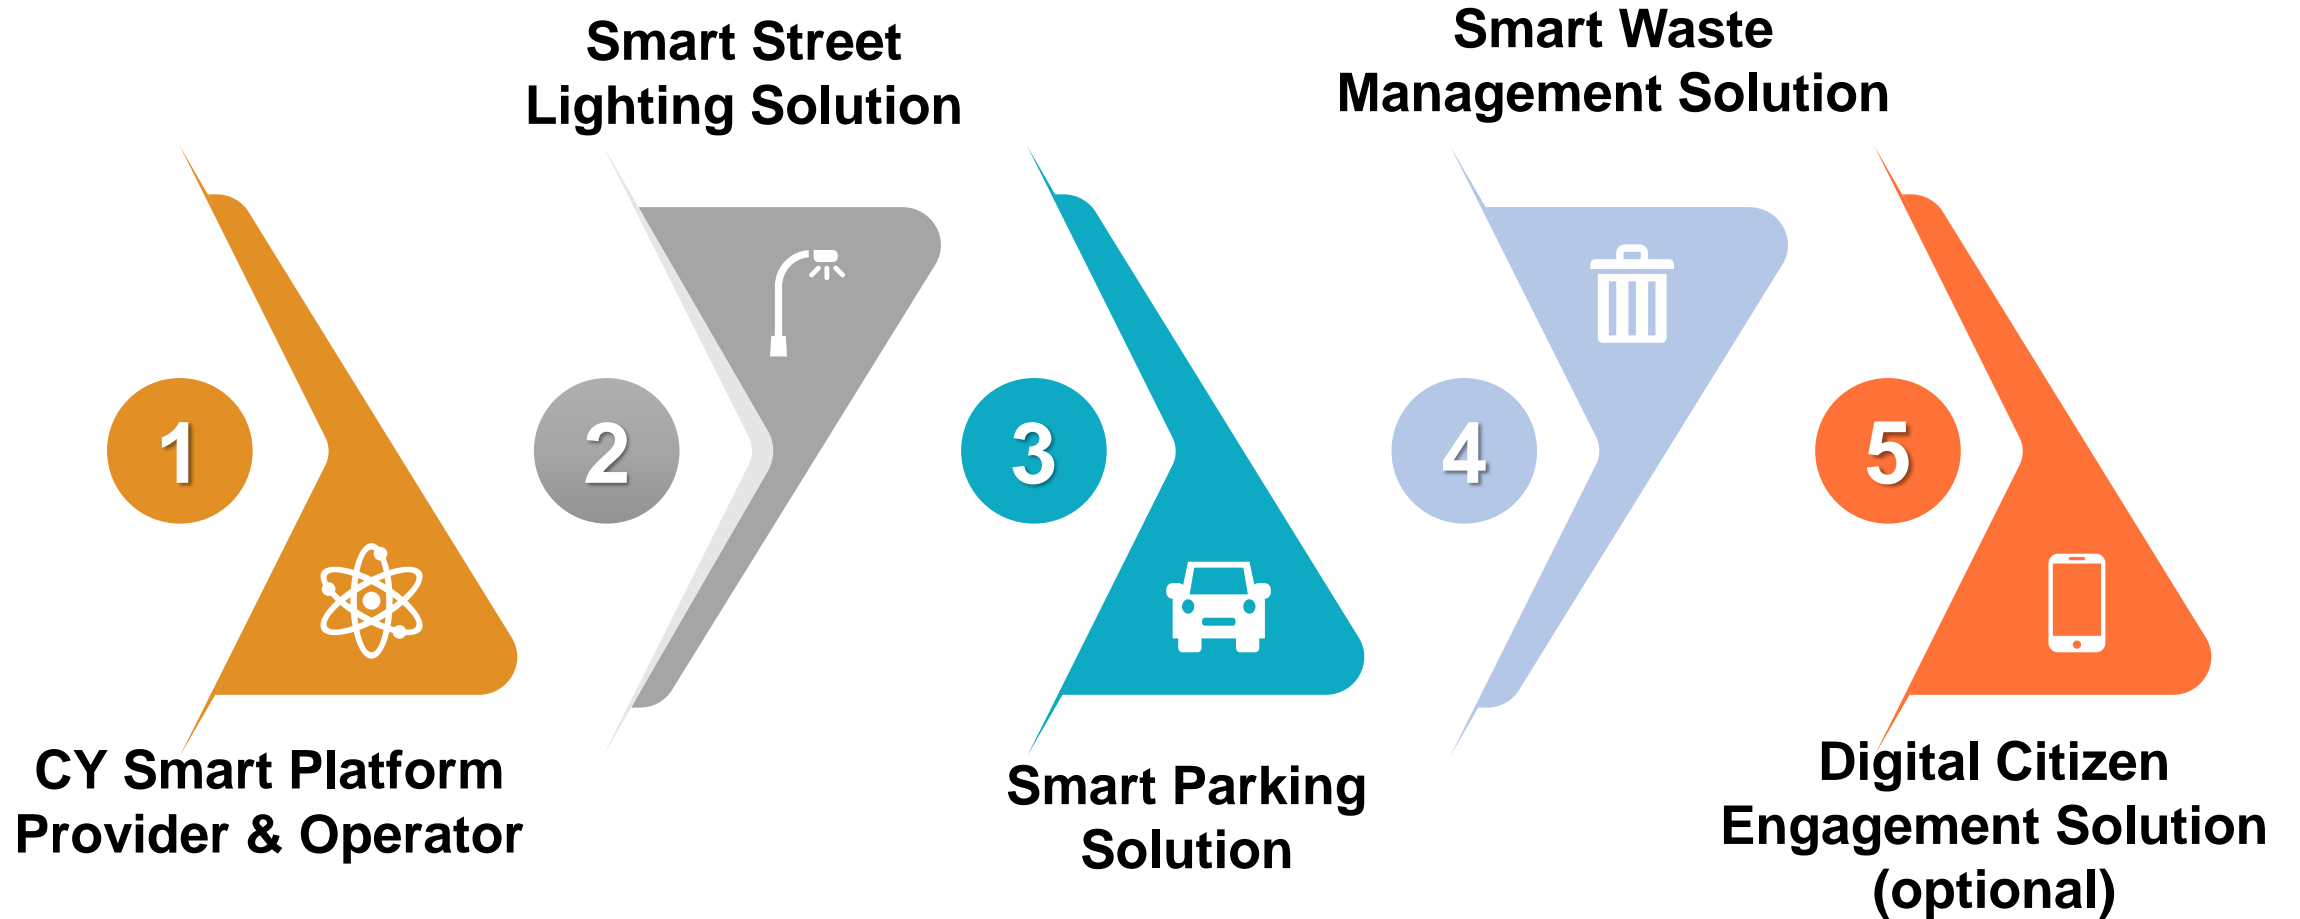 1
CY Smart Platform
Provider & Operator
2
Smart Street
Lighting Solution
3
Smart Parking
Solution
4
Smart Waste
Management Solution
5
Digital Citizen
Engagement Solution
(optional)